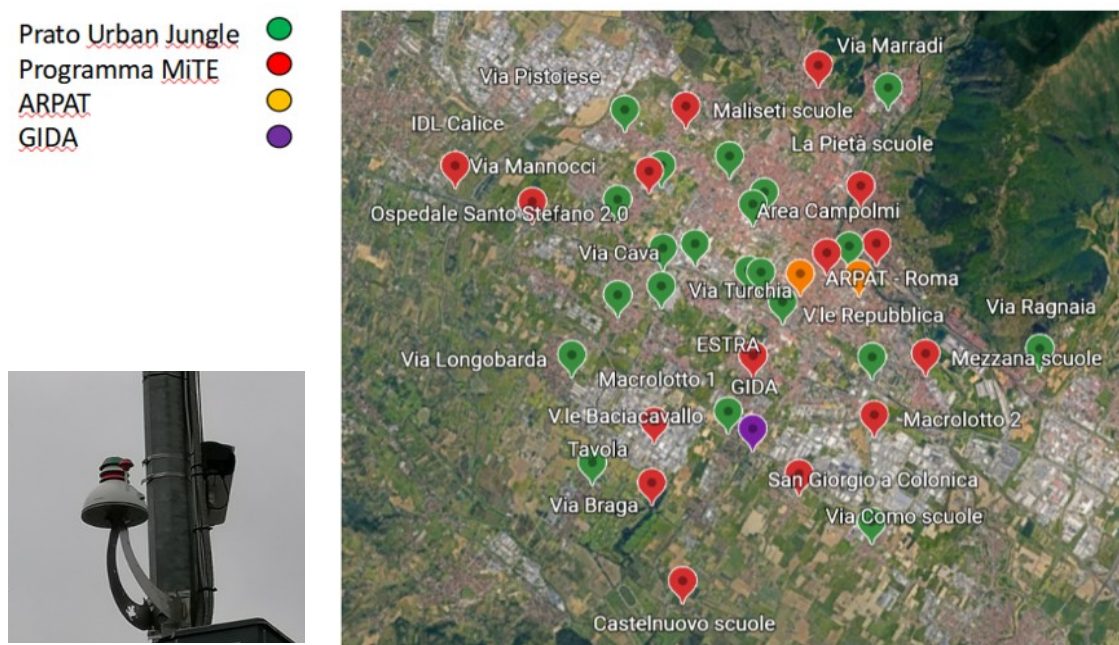 Prato Urban Jungle
Programma MiTE
ARPAT
GIDA
Via Marradi
Via Pistoiese
Maliseti scuole
IDL Calice
La Pietà scuole
Via Mannocci
Ospedale Santo Stefano 2.0
Area Campolmi
Via Cava
ARPAT - Roma
Via Turchia
Via Ragnaia
V.le Repubblica
ESTRA
Via Longobarda
Mezzana scuole
Macrolotto 1
GIDA
V.le Baciacavallo
Macrolotto 2
Tavola
San Giorgio a Colonica
Via Braga
Via Como scuole
Castelnuovo scuole